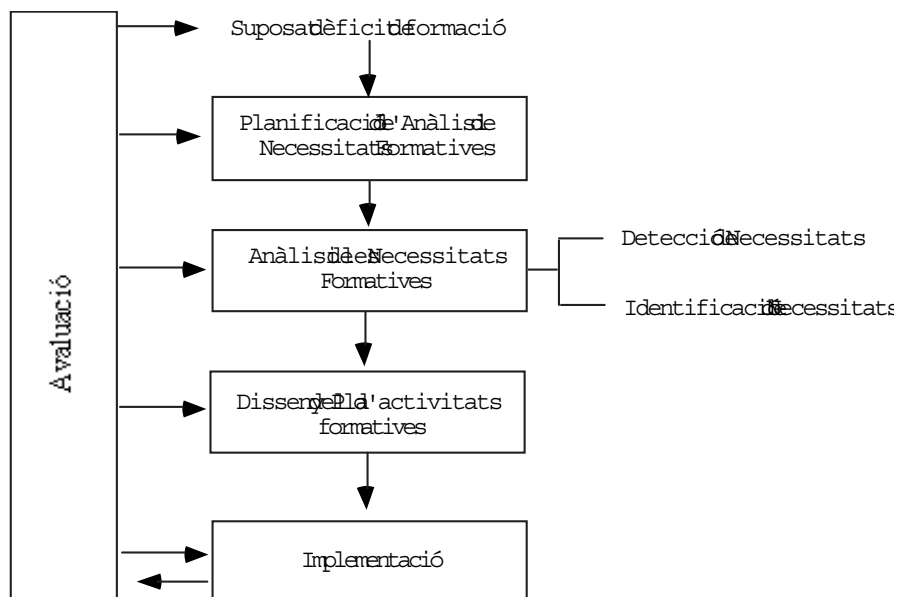 Suposat dèficit de formació
Planificació de l'Anàlisi de
Necessitats Formatives
Anàlisi de les Necessitats
Formatives
Detecció de Necessitats
Identificació de Necessitats
Avaluació
Disseny del Pla d'activitats
formatives
Implementació